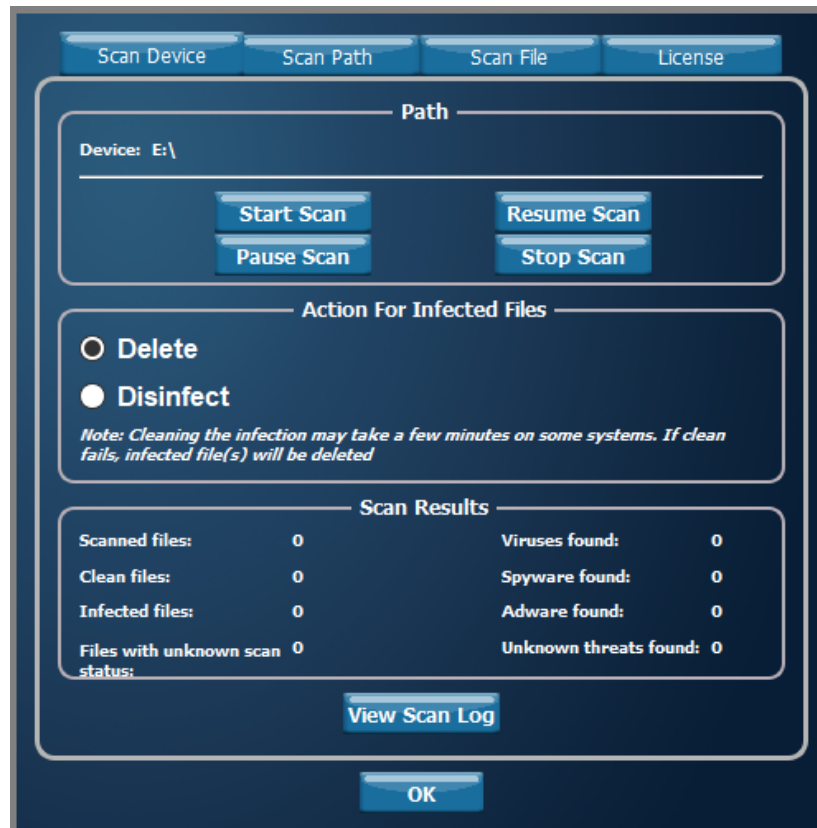 Scan Device Scan Path Scan File License
Path
Device: E:\
Start Scan Resume Scan
Pause Scan Stop Scan
Action For Infected Files
Delete
Disinfect
Note: Cleaning the infection may take a few minutes on some systems. If clean
fails, infected file(s) will be deleted
Scan Results
Scanned files: 0 Viruses found: 0
Clean files: 0 Spyware found: 0
Infected files: 0 Adware found: 0
Files with unknown scan 0 Unknown threats found: 0
status:
View Scan Log
OK